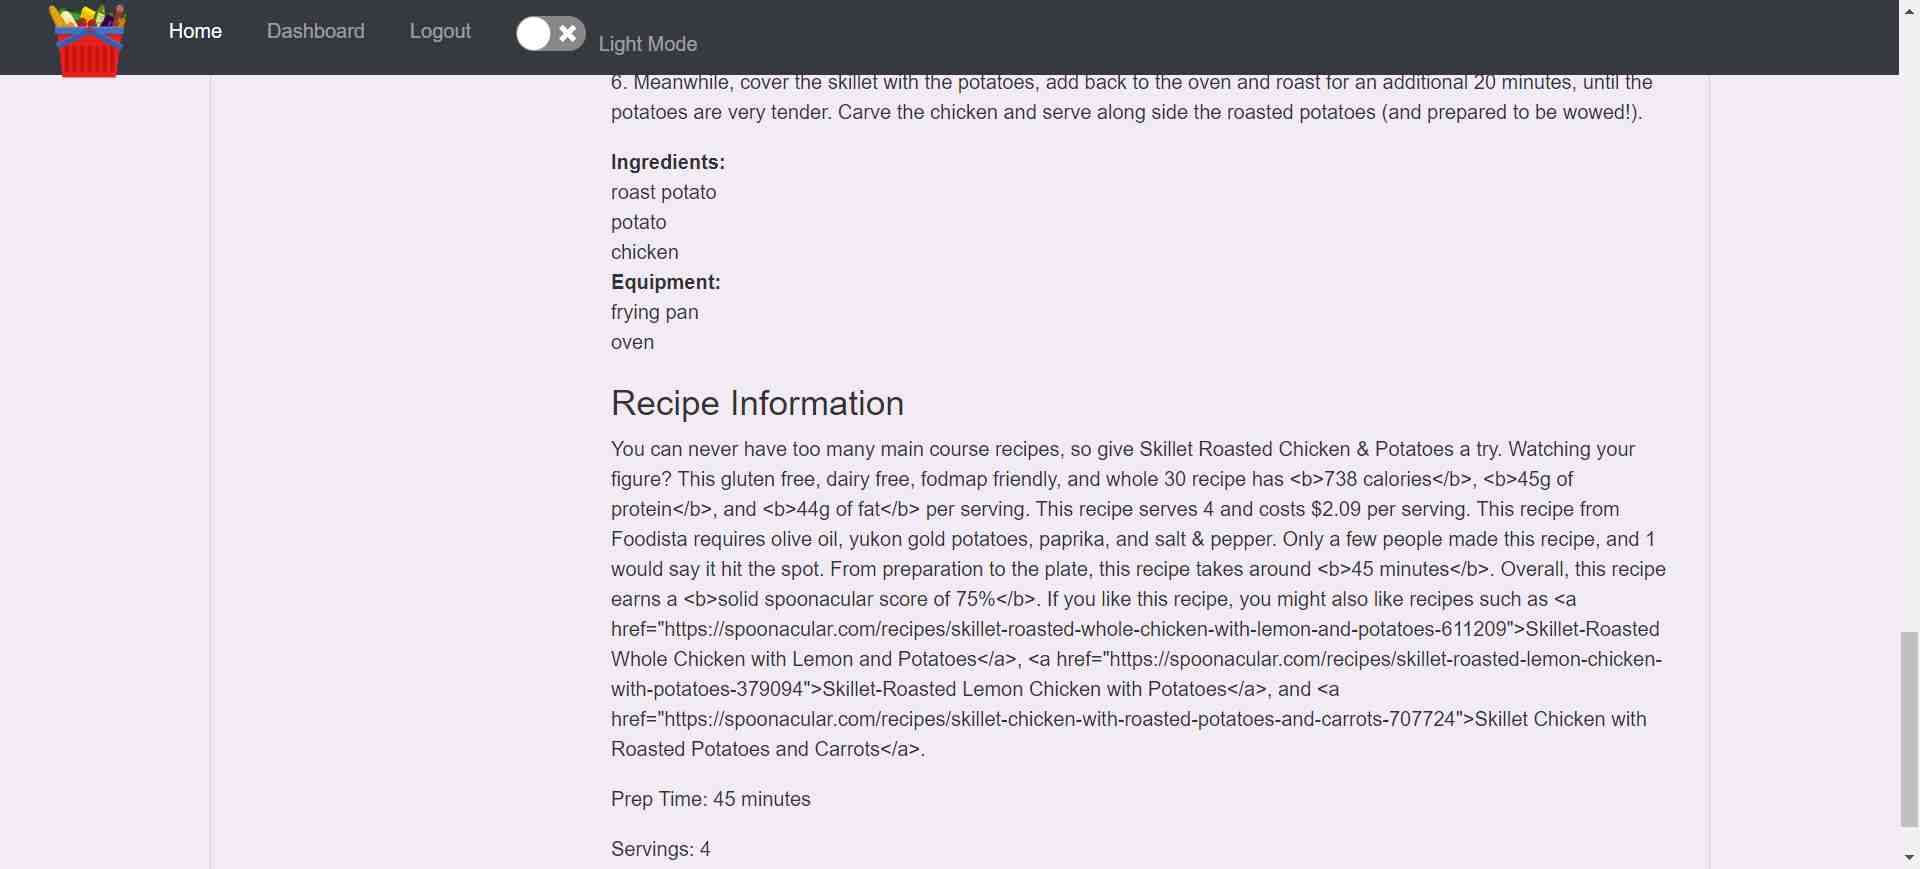 Home
Dashboard
Logout
Light Mode
6. Meanwhile, cover the skillet with the potatoes, add back to the oven and roast for an additional 20 minutes, until the
potatoes are very tender. Carve the chicken and serve along side the roasted potatoes (and prepared to be wowed!).
Ingredients:
roast potato
potato
chicken
Equipment:
frying pan
oven
Recipe Information
You can never have too many main course recipes, so give Skillet Roasted Chicken & Potatoes a try. Watching your
figure? This gluten free, dairy free, fodmap friendly, and whole 30 recipe has <b>738 calories</b>, <b>45g of
protein</b>, and <b>44g of fat</b> per serving. This recipe serves 4 and costs $2.09 per serving. This recipe from
Foodista requires olive oil, yukon gold potatoes, paprika, and salt & pepper. Only a few people made this recipe, and 1
would say it hit the spot. From preparation to the plate, this recipe takes around <b>45 minutes</b>. Overall, this recipe
earns a <b>solid spoonacular score of 75%</b>. If you like this recipe, you might also like recipes such as <a
href="https://spoonacular.com/recipes/skillet-roasted-whole-chicken-with-lemon-and-potatoes-611209">Skillet-Roasted
Whole Chicken with Lemon and Potatoes</a>, <a href="https://spoonacular.com/recipes/skillet-roasted-lemon-chicken-
with-potatoes-379094">Skillet-Roasted Lemon Chicken with Potatoes</a>, and <a
href="https://spoonacular.com/recipes/skillet-chicken-with-roasted-potatoes-and-carrots-707724">Skillet Chicken with
Roasted Potatoes and Carrots</a>.
Prep Time: 45 minutes
Servings: 4